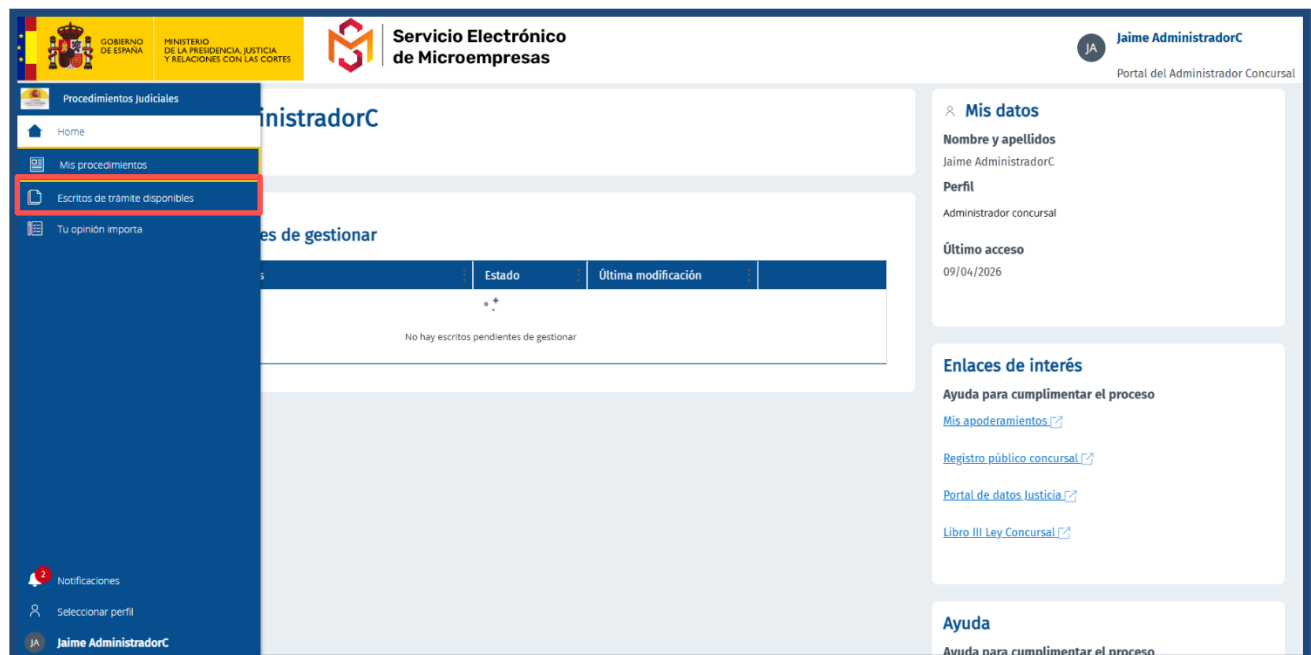 GOBIERNO
DE ESPAÑA
MINISTERIO
DE LA PRESIDENCIA, JUSTICIA
Y RELACIONES CON LAS CORTES
Servicio Electrónico
de Microempresas
JA
Jaime AdministradorC
Portal del Administrador Concursal
Procedimientos Judiciales
Home
Mis procedimientos
Escritos de trámite disponibles
Tu opinión importa
2
Notificaciones
Seleccionar perfil
JA
Jaime AdministradorC
inistradorC
es de gestionar
s
Estado
Última modificación
No hay escritos pendientes de gestionar
Mis datos
Nombre y apellidos
Jaime AdministradorC
Perfil
Administrador concursal
Último acceso
09/04/2026
Enlaces de interés
Ayuda para cumplimentar el proceso
Mis apoderamientos
Registro público concursal
Portal de datos Justicia
Libro III Ley Concursal
Ayuda
Ayuda para cumplimentar el proceso